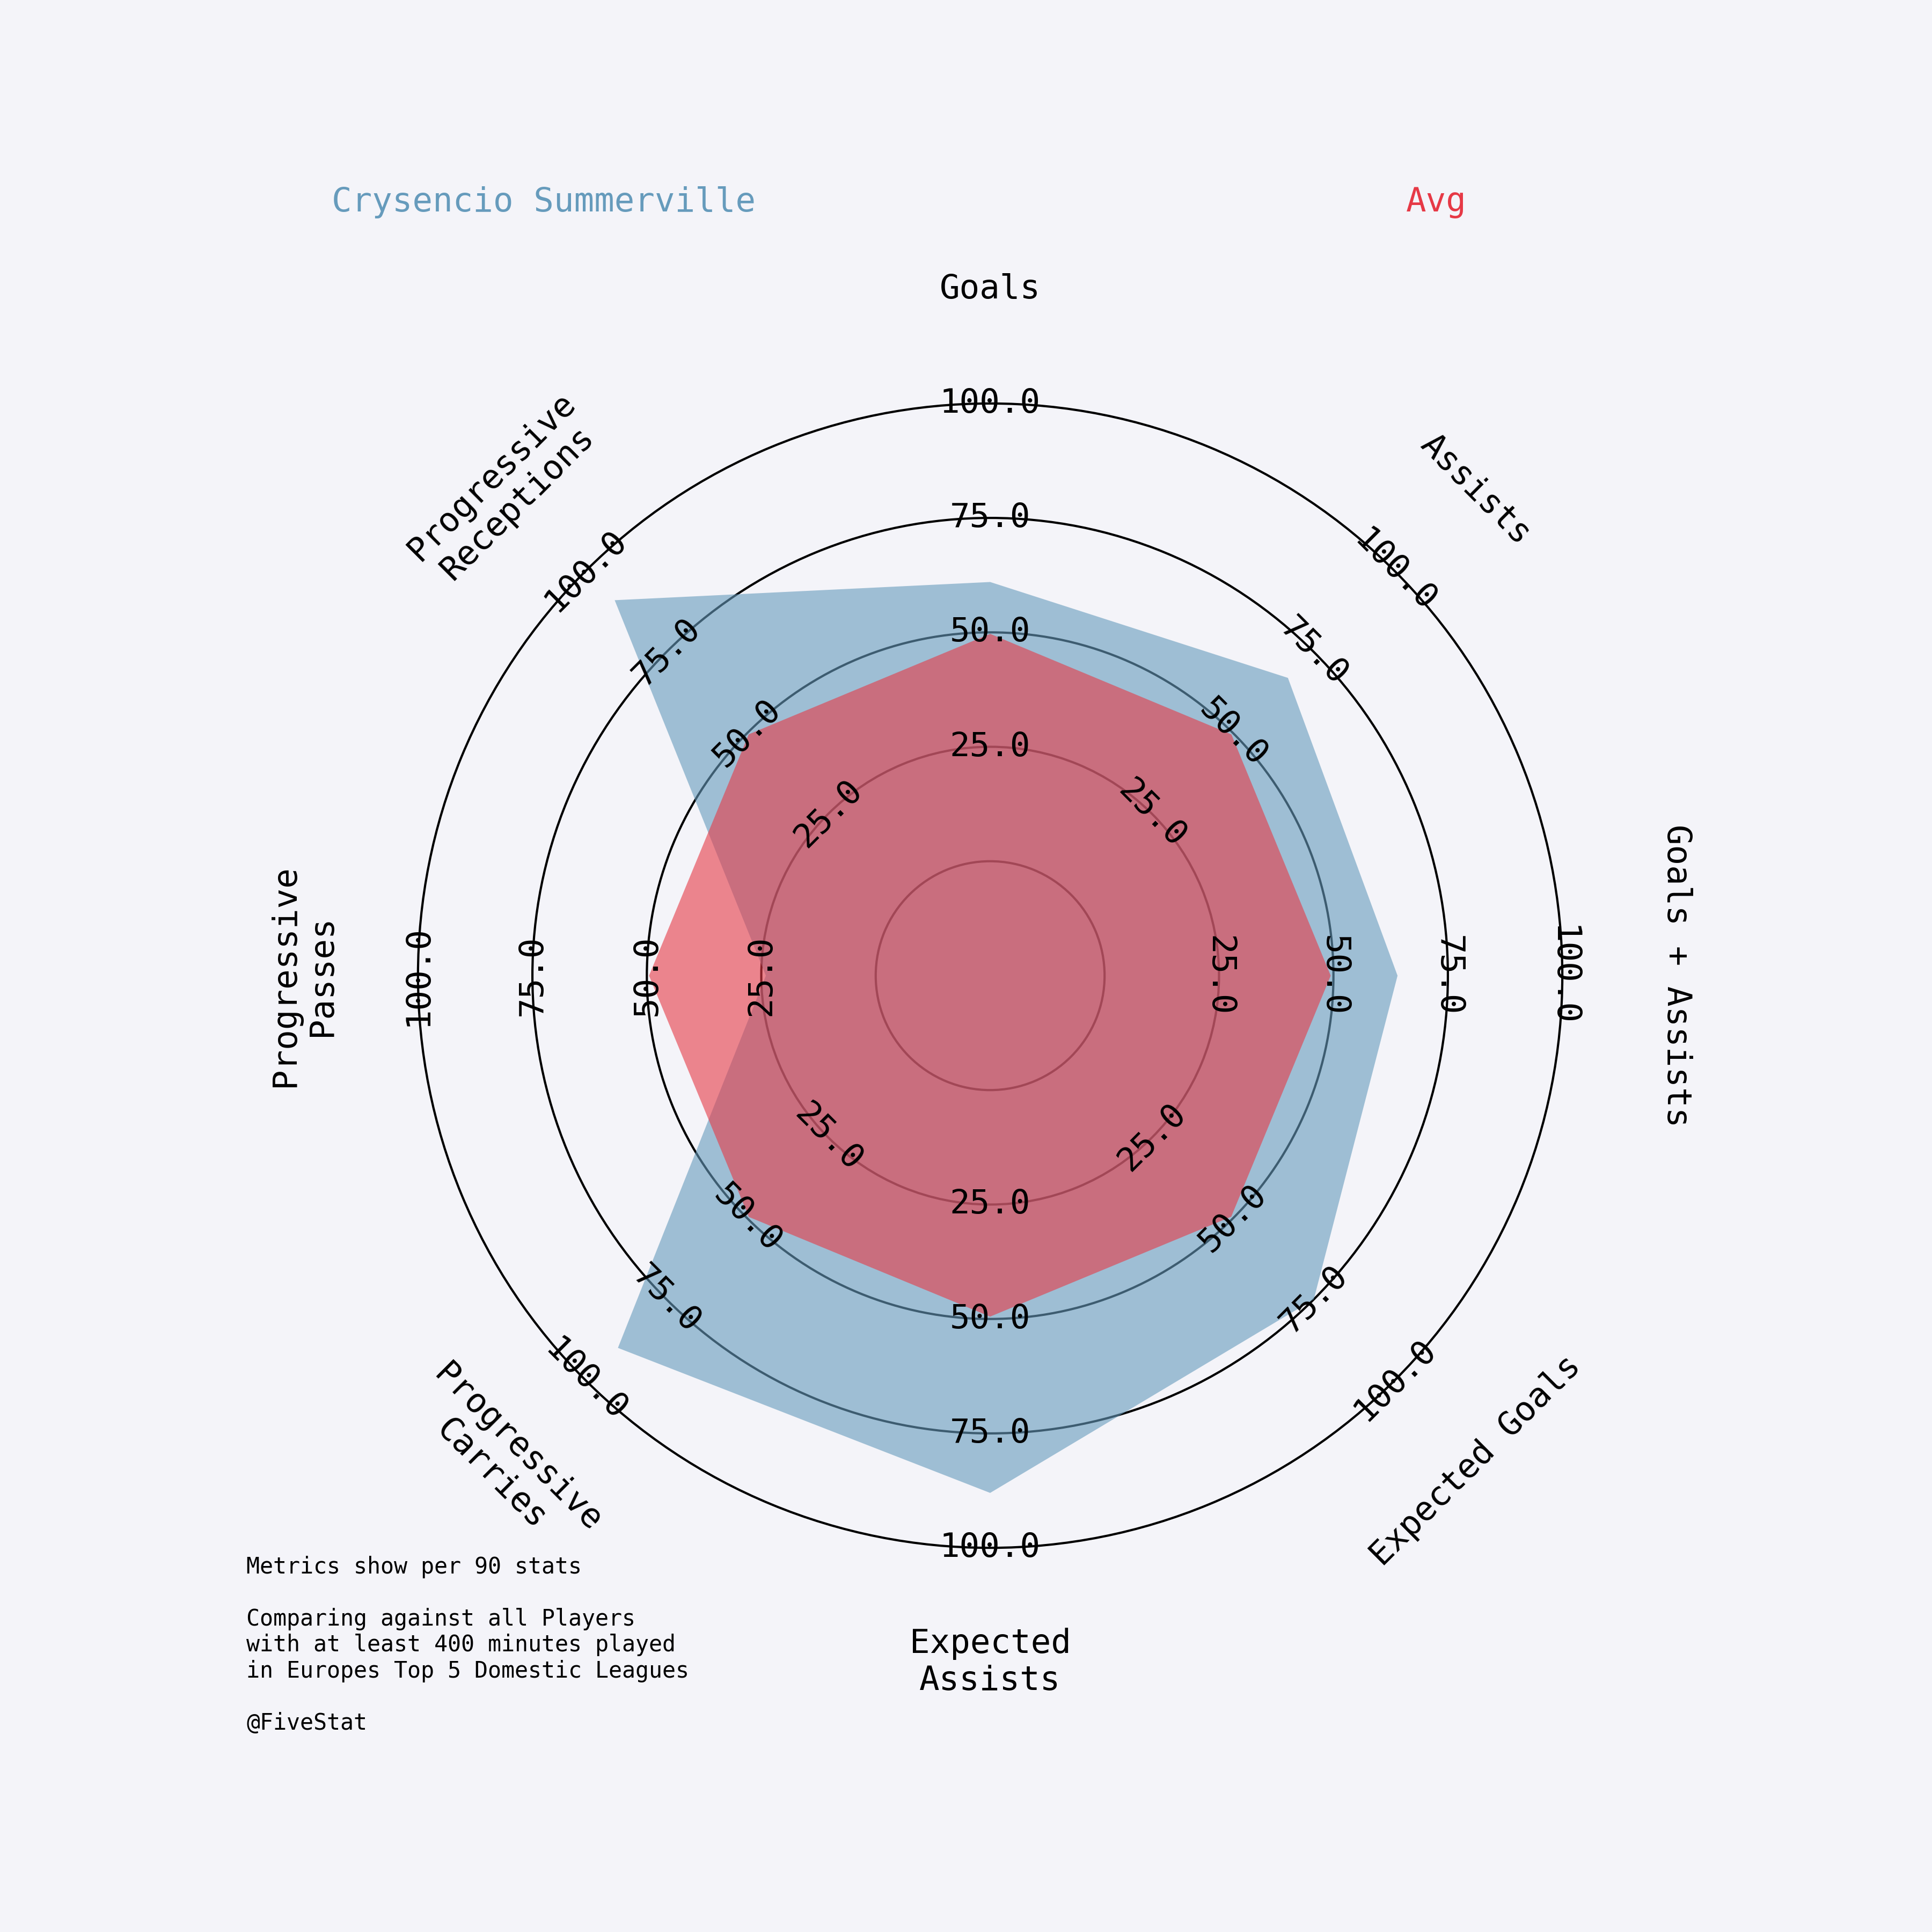 Crysencio Summerville
Avg
Goals
Assists
Goals + Assists
Expected Goals
Expected
Assists
Progressive
Carries
Progressive
Passes
Progressive
Receptions
25.0
50.0
75.0
100.0
25.0
50.0
75.0
100.0
25.0
50.0
75.0
100.0
25.0
50.0
75.0
100.0
25.0
50.0
75.0
100.0
25.0
50.0
75.0
100.0
25.0
50.0
75.0
100.0
25.0
50.0
75.0
100.0
Metrics show per 90 stats
Comparing against all Players
with at least 400 minutes played
in Europes Top 5 Domestic Leagues
@FiveStat